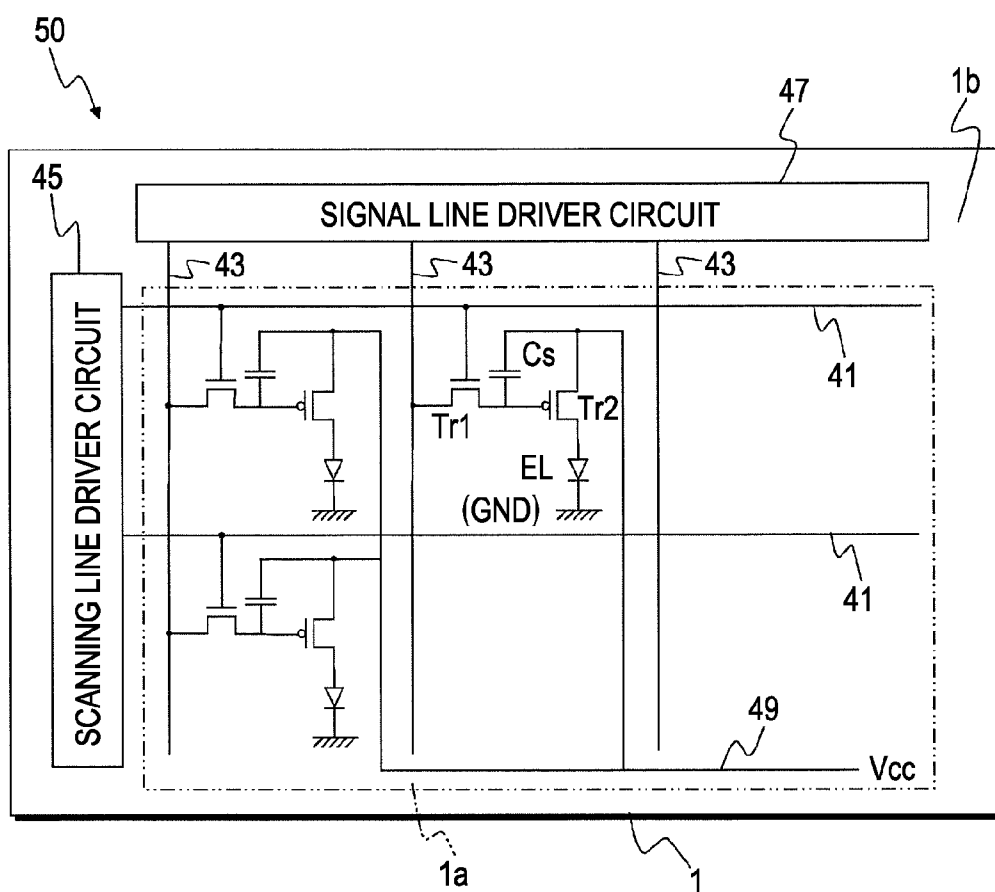 50
47
1b
45
SIGNAL LINE DRIVER CIRCUIT
43
43
43
SCANNING LINE DRIVER CIRCUIT
41
Cs
Tr1
Tr2
EL
(GND)
41
49
Vcc
1a
1